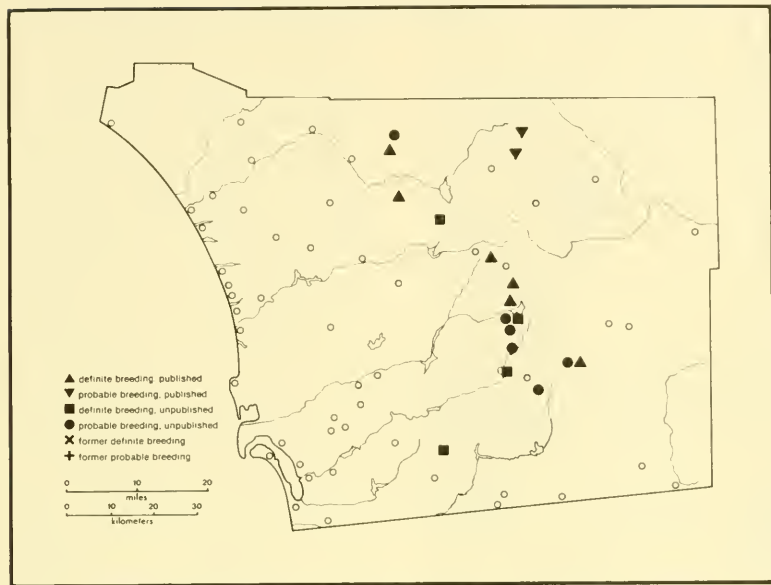 ▲ definite breeding, published
▼ probable breeding, published
■ definite breeding, unpublished
● probable breeding, unpublished
✕ former definite breeding
+ former probable breeding
0 10 20
miles
0 10 20 30
kilometers